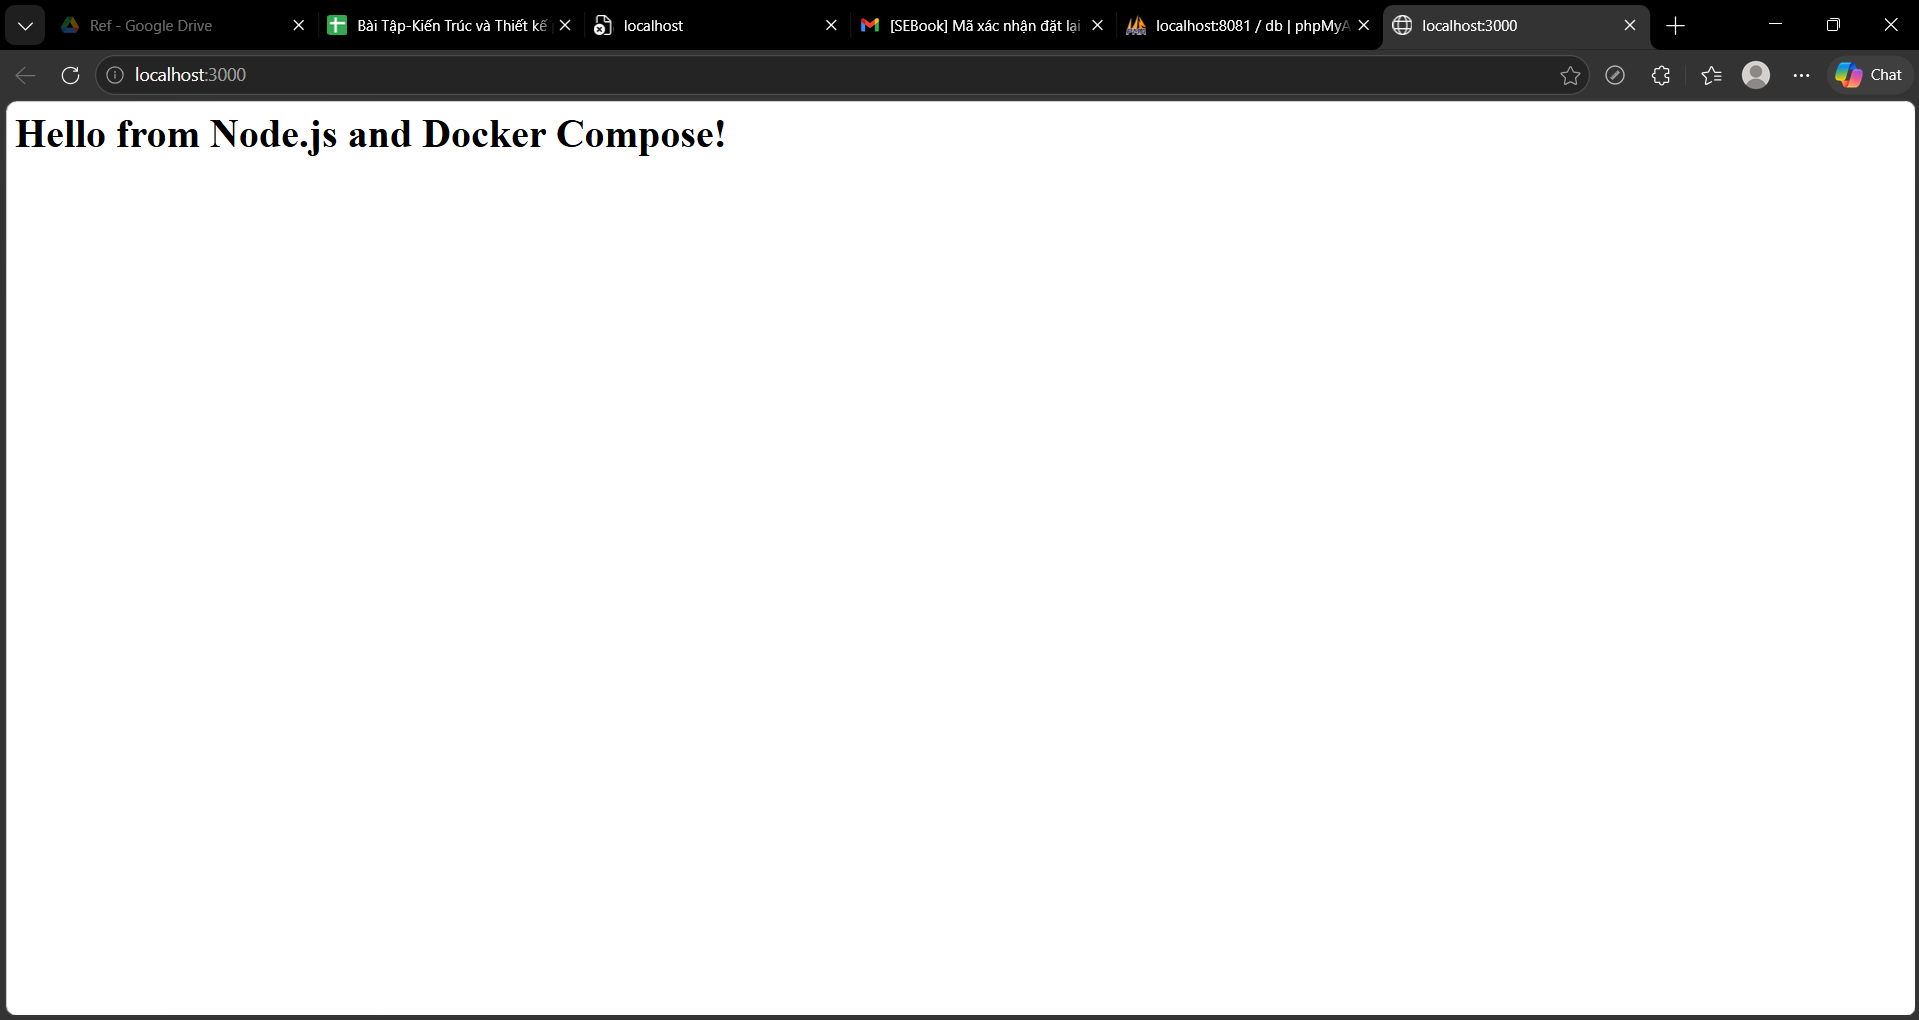 Ref - Google Drive
Bài Tập-Kiến Trúc và Thiết kế
localhost
[SEBook] Mã xác nhận đặt lại
localhost:8081 / db | phpMyA
localhost:3000
localhost:3000
Chat
Hello from Node.js and Docker Compose!